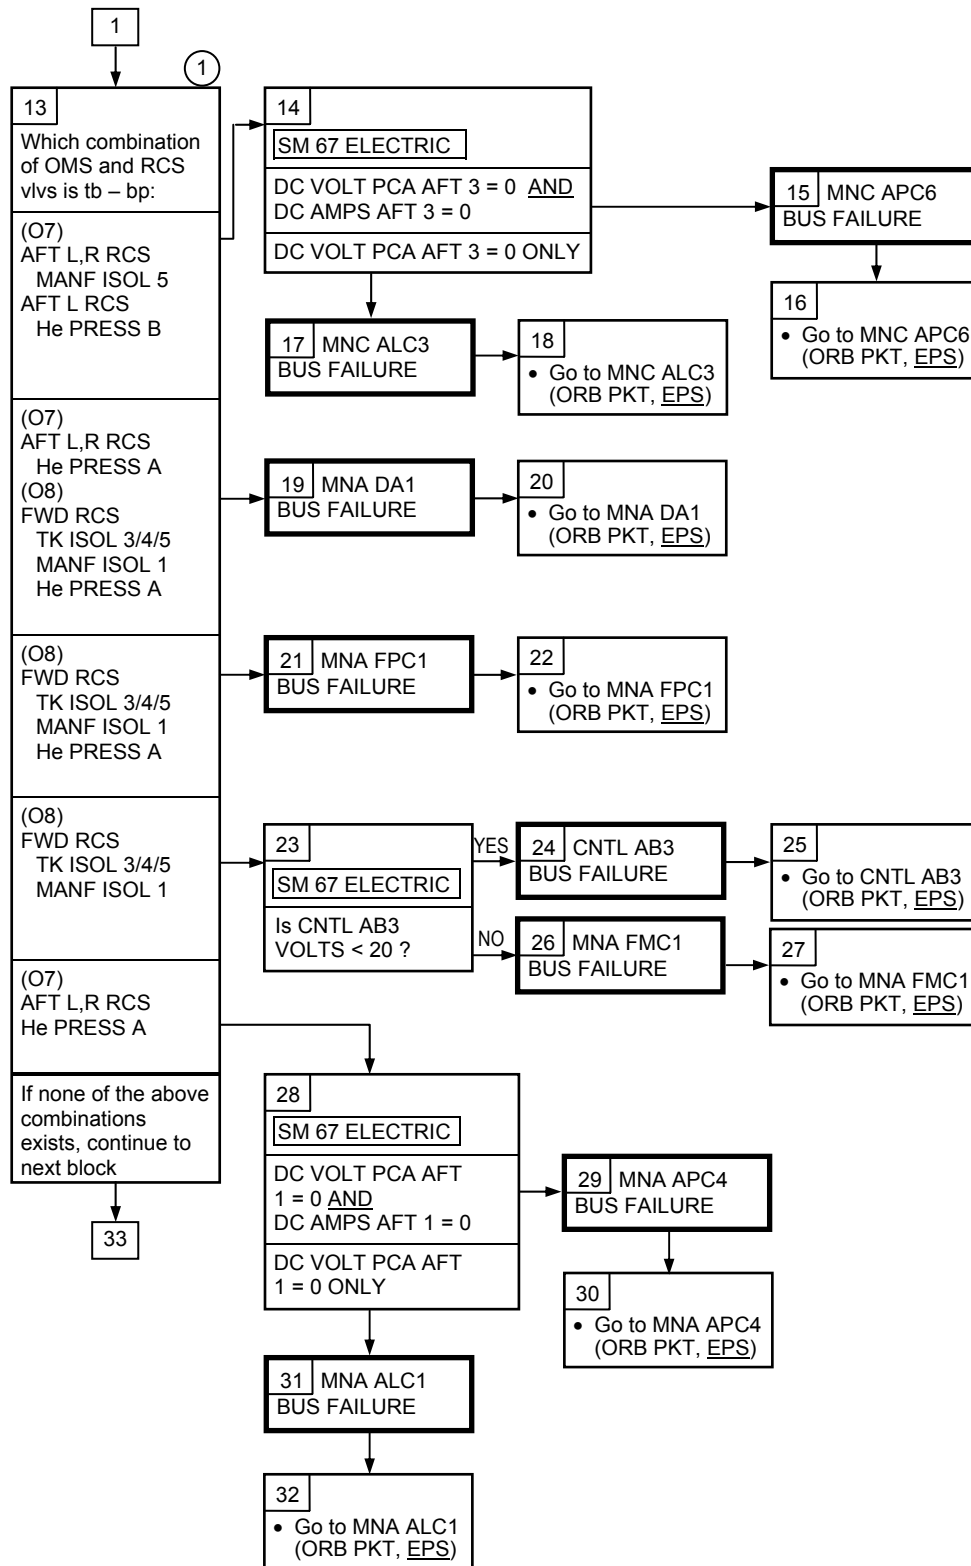 1
1
13
Which combination
of OMS and RCS
vlvs is tb – bp:
(O7)
AFT L,R RCS
MANF ISOL 5
AFT L RCS
He PRESS B
(O7)
AFT L,R RCS
He PRESS A
(O8)
FWD RCS
TK ISOL 3/4/5
MANF ISOL 1
He PRESS A
(O8)
FWD RCS
TK ISOL 3/4/5
MANF ISOL 1
He PRESS A
(O8)
FWD RCS
TK ISOL 3/4/5
MANF ISOL 1
(O7)
AFT L,R RCS
He PRESS A
If none of the above
combinations
exists, continue to
next block
33
14
SM 67 ELECTRIC
DC VOLT PCA AFT 3 = 0 AND
DC AMPS AFT 3 = 0
DC VOLT PCA AFT 3 = 0 ONLY
15 MNC APC6
BUS FAILURE
16
• Go to MNC APC6
(ORB PKT, EPS)
17 MNC ALC3
BUS FAILURE
18
• Go to MNC ALC3
(ORB PKT, EPS)
19 MNA DA1
BUS FAILURE
20
• Go to MNA DA1
(ORB PKT, EPS)
21 MNA FPC1
BUS FAILURE
22
• Go to MNA FPC1
(ORB PKT, EPS)
23
SM 67 ELECTRIC
Is CNTL AB3
VOLTS < 20 ?
YES
24 CNTL AB3
BUS FAILURE
25
• Go to CNTL AB3
(ORB PKT, EPS)
NO
26 MNA FMC1
BUS FAILURE
27
• Go to MNA FMC1
(ORB PKT, EPS)
28
SM 67 ELECTRIC
DC VOLT PCA AFT
1 = 0 AND
DC AMPS AFT 1 = 0
DC VOLT PCA AFT
1 = 0 ONLY
29 MNA APC4
BUS FAILURE
30
• Go to MNA APC4
(ORB PKT, EPS)
31 MNA ALC1
BUS FAILURE
32
• Go to MNA ALC1
(ORB PKT, EPS)